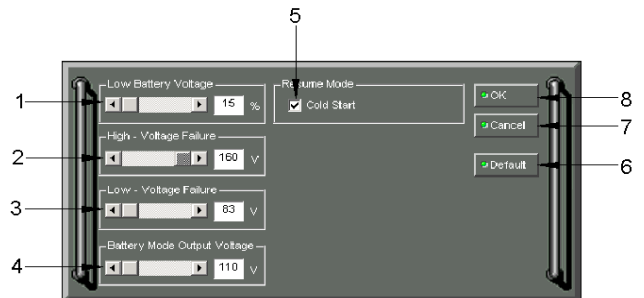 5
Low Battery Voltage
Resume Mode
1
15 %
Cold Start
OK
8
Cancel
7
High - Voltage Failure
2
160 V
Default
6
Low - Voltage Failure
3
83 V
Battery Mode Output Voltage
4
110 V